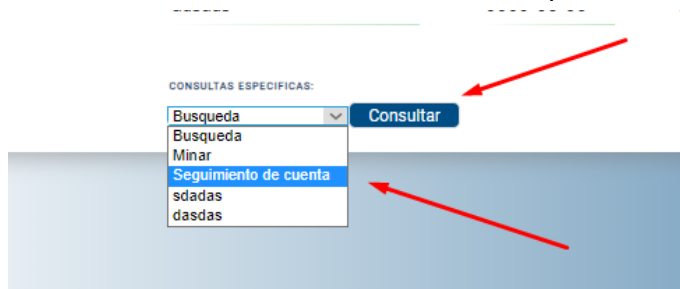 CONSULTAS ESPECIFICAS:
Busqueda Consultar
Busqueda
Minar
Seguimiento de cuenta
sdadas
dasdas